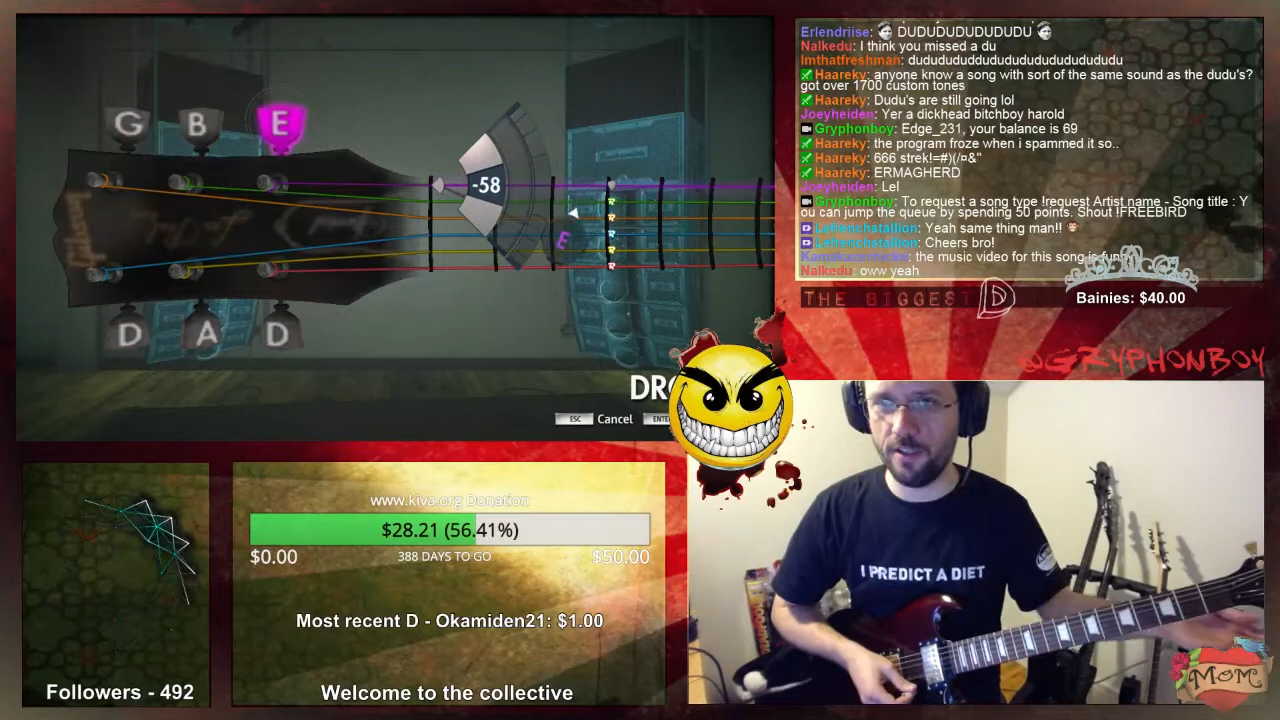 G B E
-58
E
D A D
DRO
ESC Cancel ENTE
Erlendriise: DUDUDUDUDUDUDU
Nalkedu: I think you missed a du
Imthatfreshman: dududududdudududududududududu
Haareky: anyone know a song with sort of the same sound as the dudu's?
got over 1700 custom tones
Haareky: Dudu's are still going lol
Joeyheiden: Yer a dickhead bitchboy harold
Gryphonboy: Edge_231, your balance is 69
Haareky: the program froze when i spammed it so..
Haareky: 666 strek!=#)(/¤&"
Haareky: ERMAGHERD
Joeyheiden: Lel
Gryphonboy: To request a song type !request Artist name - Song title : Y
ou can jump the queue by spending 50 points. Shout !FREEBIRD
Lefrenchstallion: Yeah same thing man!!
Lefrenchstallion: Cheers bro!
the music video for this song is funny
Nalkedu: oww yeah
THE BIGGEST D
Bainies: $40.00
@GRYPHONBOY
www.kiva.org Donation
$28.21 (56.41%)
$0.00 388 DAYS TO GO $50.00
Most recent D - Okamiden21: $1.00
Followers - 492
Welcome to the collective
I PREDICT A DIET
MOM